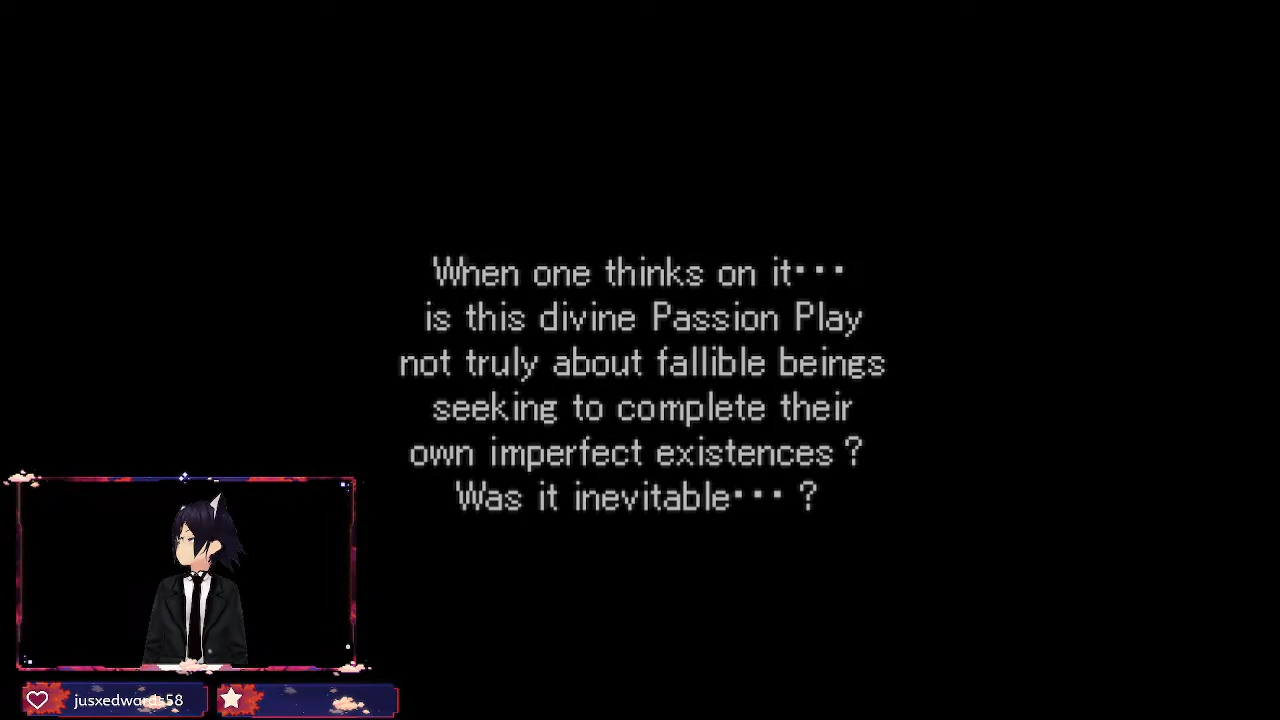 When one thinks on it···
is this divine Passion Play
not truly about fallible beings
seeking to complete their
own imperfect existences?
Was it inevitable··· ?
jusxedwards58